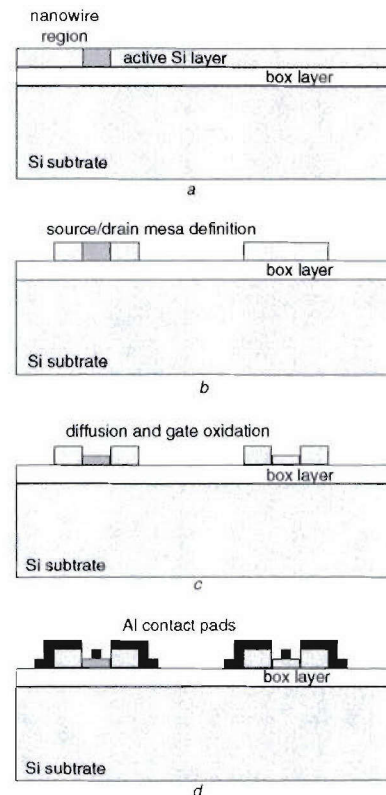 nanowire
region
active Si layer
box layer
Si subtrate
a
source/drain mesa definition
box layer
Si subtrate
b
diffusion and gate oxidation
box layer
Si subtrate
c
Al contact pads
box layer
Si subtrate
d